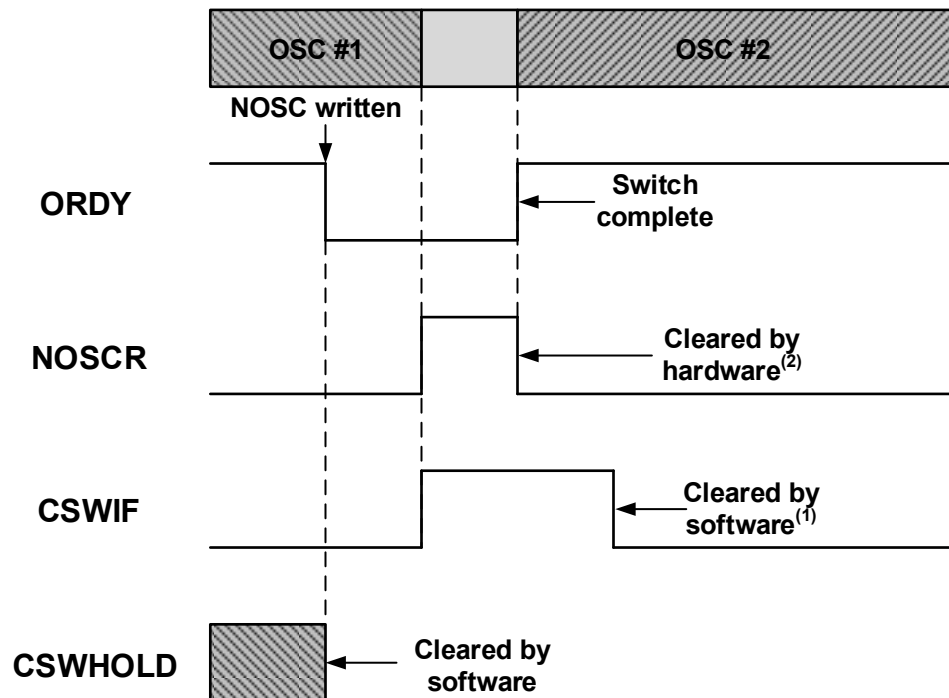 OSC #1
OSC #2
NOSC written
ORDY
Switch
complete
NOSCR
Cleared by
hardware(2)
CSWIF
Cleared by
software(1)
CSWHOLD
Cleared by
software